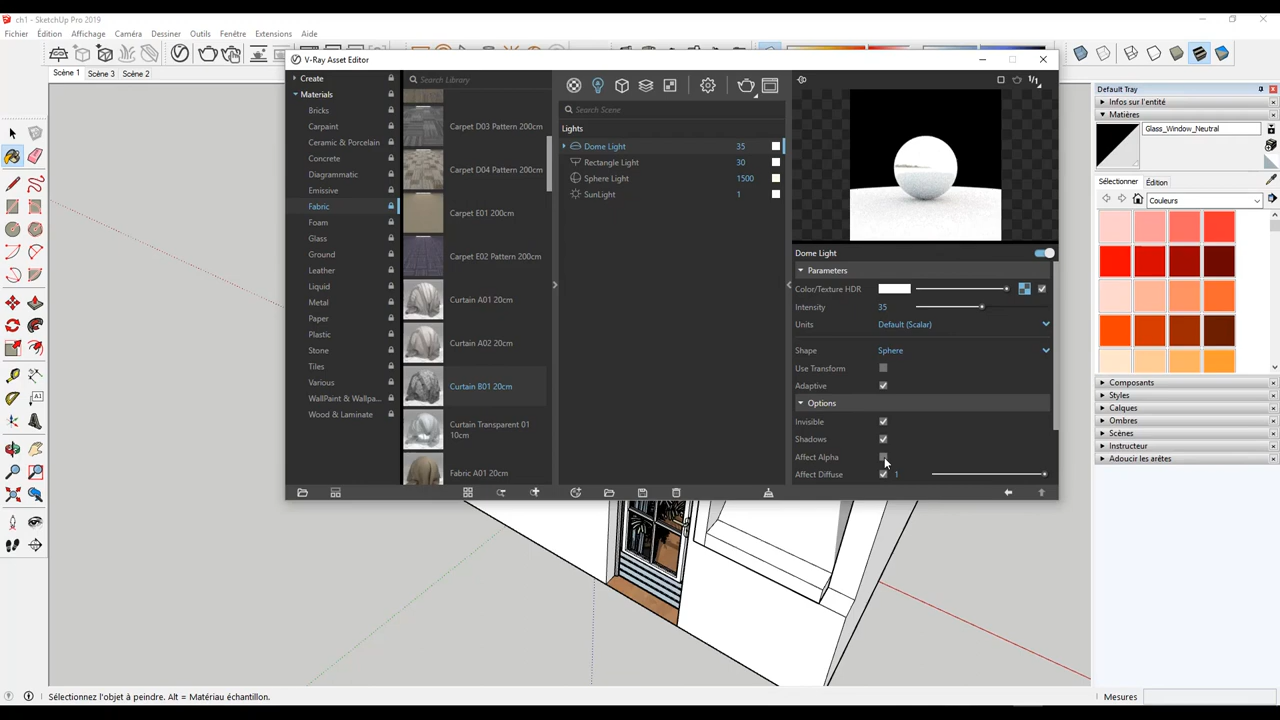 ch1 - SketchUp Pro 2019
Fichier Édition Affichage Caméra Dessiner Outils Fenêtre Extensions Aide
Scène 1 Scène 3 Scène 2
V-Ray Asset Editor
Create
Materials
Bricks
Carpaint
Ceramic & Porcelain
Concrete
Diagrammatic
Emissive
Fabric
Foam
Glass
Ground
Leather
Liquid
Metal
Paper
Plastic
Stone
Tiles
Various
WallPaint & Wallpa...
Wood & Laminate
Search Library
Carpet D03 Pattern 200cm
Carpet D04 Pattern 200cm
Carpet E01 200cm
Carpet E02 Pattern 200cm
Curtain A01 20cm
Curtain A02 20cm
Curtain B01 20cm
Curtain Transparent 01
10cm
Fabric A01 20cm
Search Scene
Lights
Dome Light 35
Rectangle Light 30
Sphere Light 1500
SunLight 1
1/1
Dome Light
Parameters
Color/Texture HDR
Intensity 35
Units Default (Scalar)
Shape Sphere
Use Transform
Adaptive
Options
Invisible
Shadows
Affect Alpha
Affect Diffuse 1
Default Tray
Infos sur l'entité
Matières
Glass_Window_Neutral
Sélectionner Édition
Couleurs
Composants
Styles
Calques
Ombres
Scènes
Instructeur
Adoucir les arêtes
Sélectionnez l'objet à peindre. Alt = Matériau échantillon.
Mesures